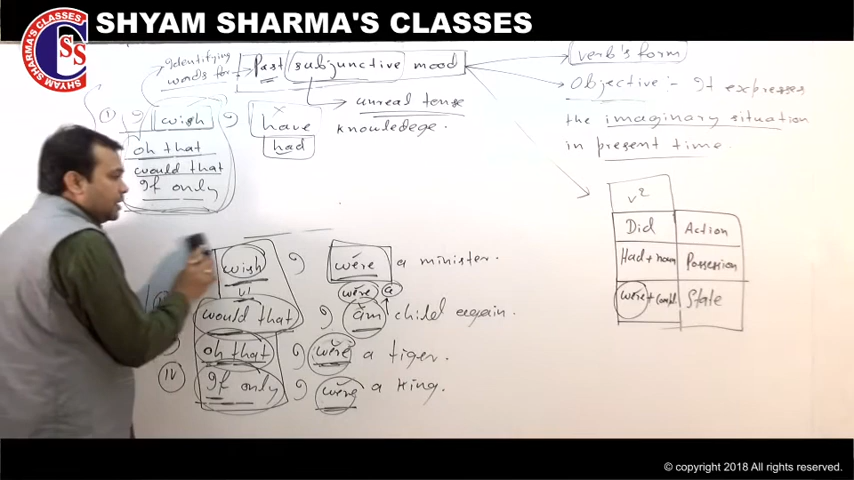 SHYAM SHARMA'S CLASSES
SHYAM SHARMA'S CLASSES
CSS
Identifying
words for → Past subjunctive mood
verb's form
Objective :- It expresses
the imaginary situation
in present time.
→ unreal tense
knowledege.
① I wish I have
had
oh that
would that
If only
v²
Did Action
Had + noun Possession
were + compl State
wish I were a minister.
V¹ were a
would that I am child again.
oh that I were a tiger.
IV If only I were a king.
© copyright 2018 All Rights reserved.